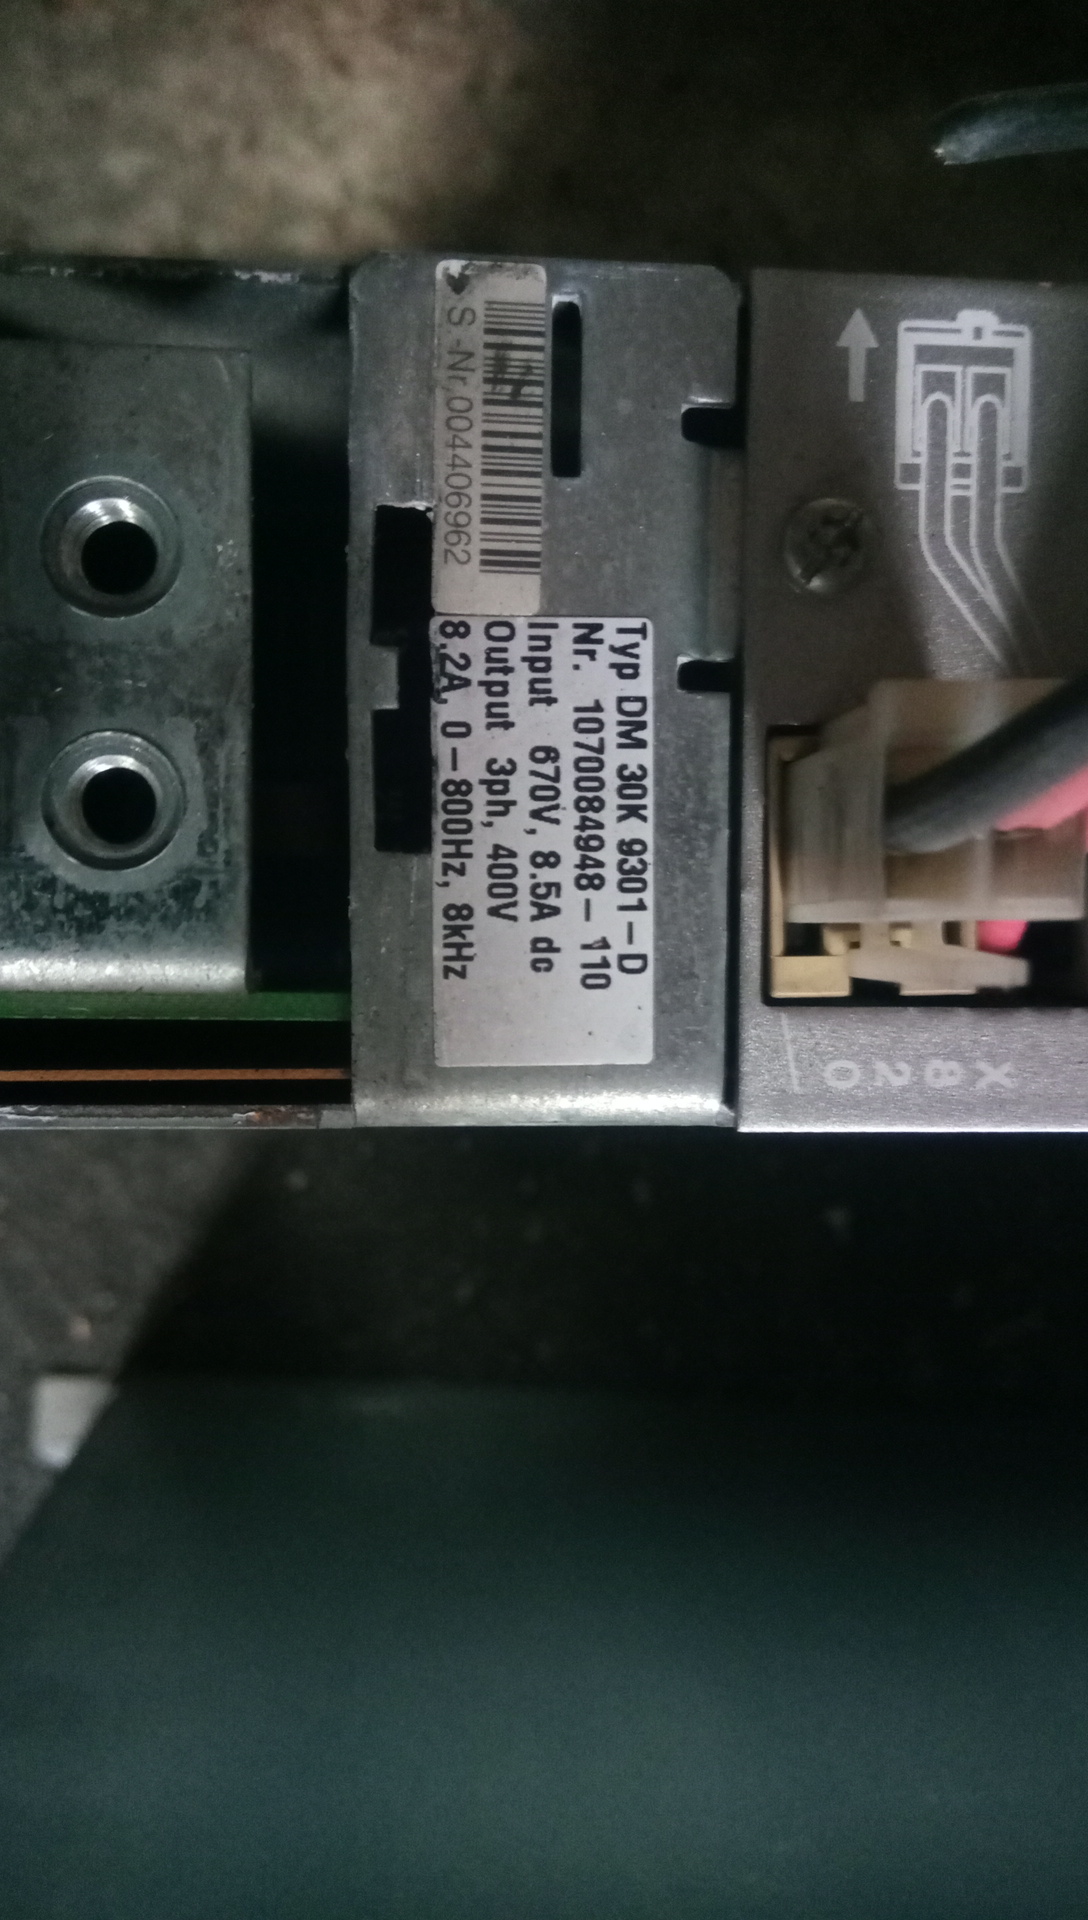 S.-Nr.004406962
Typ DM 30K 9301-D
Nr. 1070084948-110
Input 670V, 8.5A dc
Output 3ph, 400V
8.2A, 0-800Hz, 8kHz
X820